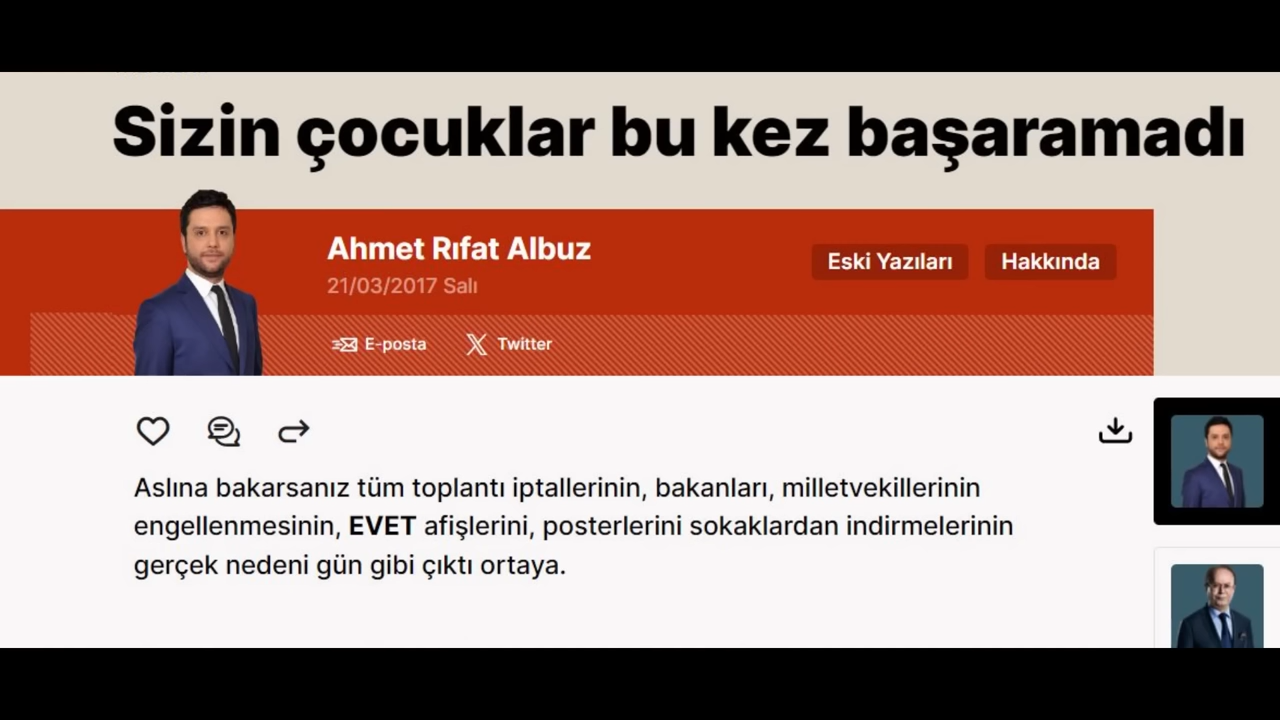 Sizin çocuklar bu kez başaramadı
Ahmet Rıfat Albuz
21/03/2017 Salı
Eski Yazıları
Hakkında
E-posta
Twitter
Aslına bakarsanız tüm toplantı iptallerinin, bakanları, milletvekillerinin
engellenmesinin, EVET afişlerini, posterlerini sokaklardan indirmelerinin
gerçek nedeni gün gibi çıktı ortaya.